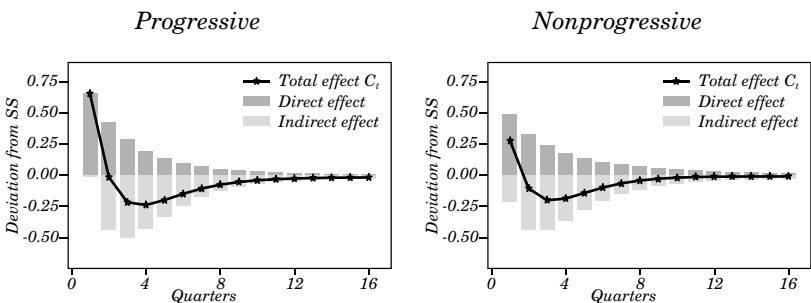 Progressive
Nonprogressive
Deviation from SS
0.75
0.50
0.25
0.00
-0.25
-0.50
Total effect Cₜ
Direct effect
Indirect effect
0 4 8 12 16
Quarters
Deviation from SS
0.75
0.50
0.25
0.00
-0.25
-0.50
Total effect Cₜ
Direct effect
Indirect effect
0 4 8 12 16
Quarters